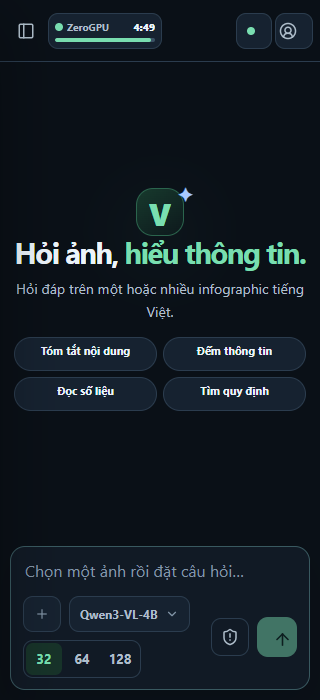 ZeroGPU 4:49
V
Hỏi ảnh, hiểu thông tin.
Hỏi đáp trên một hoặc nhiều infographic tiếng
Việt.
Tóm tắt nội dung
Đếm thông tin
Đọc số liệu
Tìm quy định
Chọn một ảnh rồi đặt câu hỏi...
Qwen3-VL-4B
32 64 128